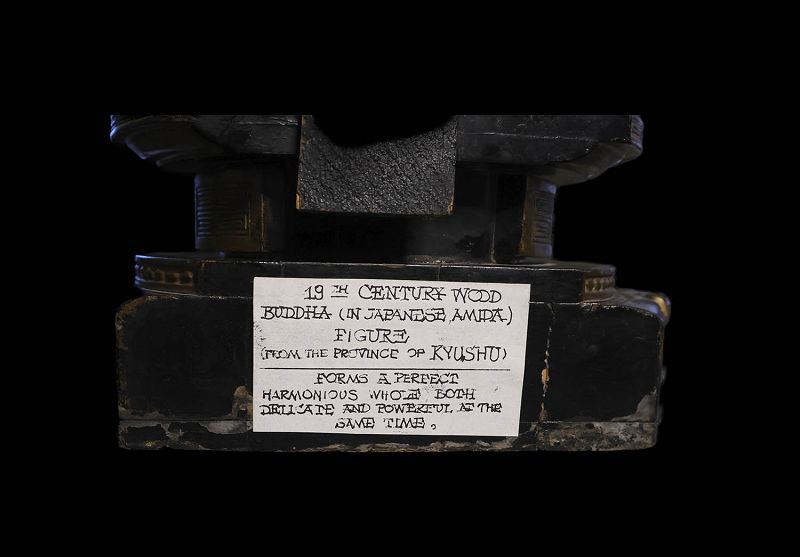 19TH CENTURY WOOD
BUDDHA (IN JAPANESE, AMIDA.)
FIGURE
(FROM THE PROVINCE OF KYUSHU)
FORMS A PERFECT
HARMONIOUS WHOLE BOTH
DELICATE AND POWERFUL AT THE
SAME TIME.